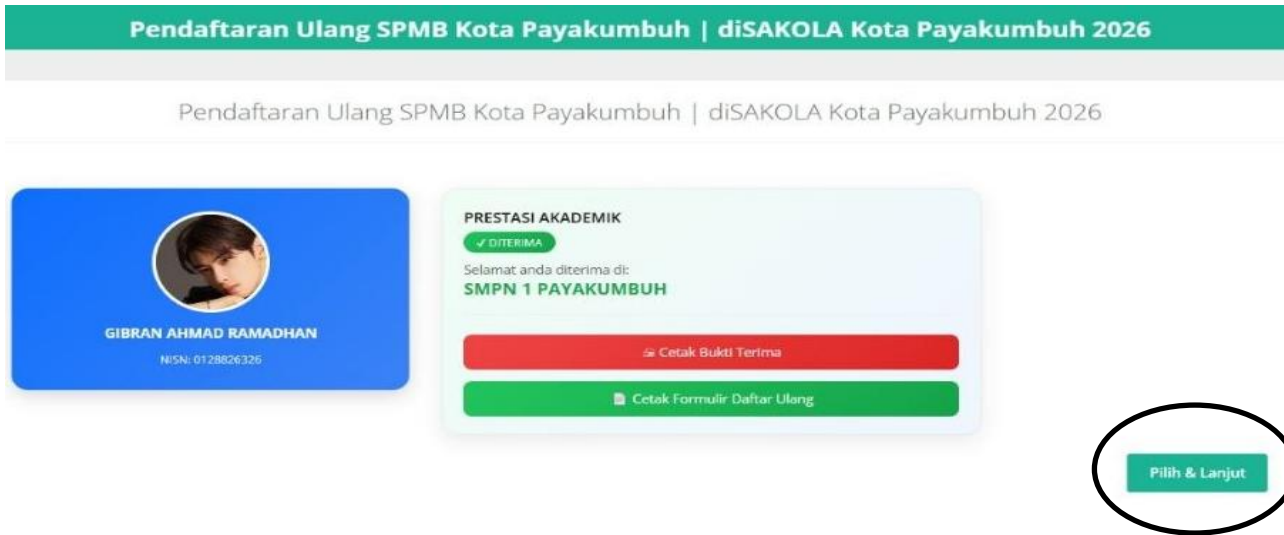 Pendaftaran Ulang SPMB Kota Payakumbuh | diSAKOLA Kota Payakumbuh 2026
Pendaftaran Ulang SPMB Kota Payakumbuh | diSAKOLA Kota Payakumbuh 2026
GIBRAN AHMAD RAMADHAN
NISN: 0128826326
PRESTASI AKADEMIK
✓ DITERIMA
Selamat anda diterima di:
SMPN 1 PAYAKUMBUH
Cetak Bukti Terima
Cetak Formulir Daftar Ulang
Pilih & Lanjut